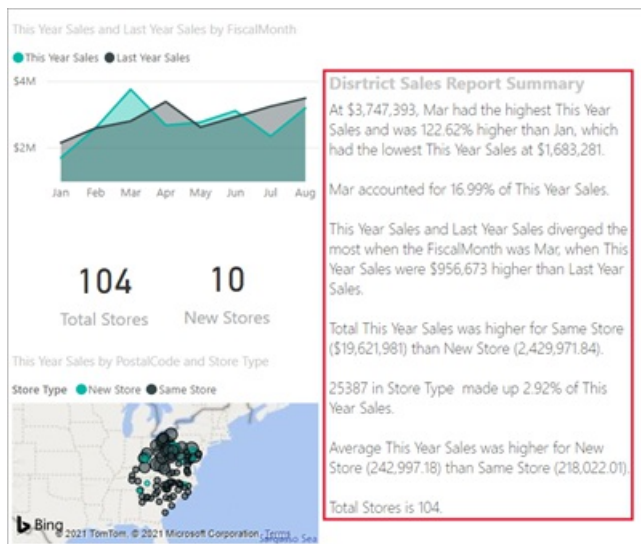 This Year Sales and Last Year Sales by FiscalMonth
This Year Sales Last Year Sales
$4M
$2M
Jan Feb Mar Apr May Jun Jul Aug
104
Total Stores
10
New Stores
This Year Sales by PostalCode and Store Type
Store Type New Store Same Store
Bing
© 2021 TomTom, © 2021 Microsoft Corporation Terms
Sargasso Sea
Disrtrict Sales Report Summary
At $3,747,393, Mar had the highest This Year
Sales and was 122.62% higher than Jan, which
had the lowest This Year Sales at $1,683,281.
Mar accounted for 16.99% of This Year Sales.
This Year Sales and Last Year Sales diverged the
most when the FiscalMonth was Mar, when This
Year Sales were $956,673 higher than Last Year
Sales.
Total This Year Sales was higher for Same Store
($19,621,981) than New Store (2,429,971.84).
25387 in Store Type made up 2.92% of This
Year Sales.
Average This Year Sales was higher for New
Store (242,997.18) than Same Store (218,022.01).
Total Stores is 104.